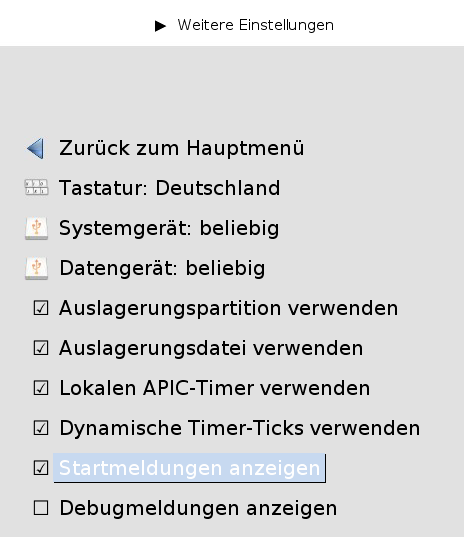 Weitere Einstellungen
Zurück zum Hauptmenü
Tastatur: Deutschland
Systemgerät: beliebig
Datengerät: beliebig
Auslagerungspartition verwenden
Auslagerungsdatei verwenden
Lokalen APIC-Timer verwenden
Dynamische Timer-Ticks verwenden
Startmeldungen anzeigen
Debugmeldungen anzeigen